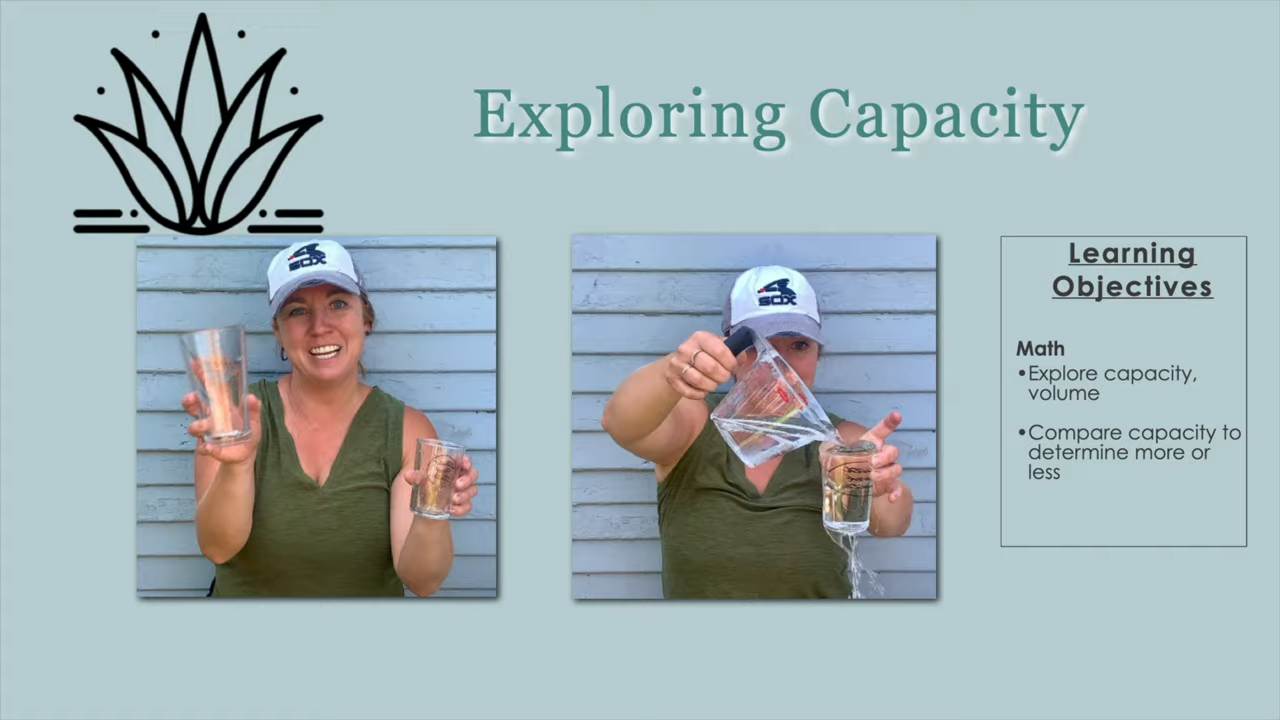 Exploring Capacity
SOX
SOX
Learning
Objectives
Math
•Explore capacity,
volume
•Compare capacity to
determine more or
less